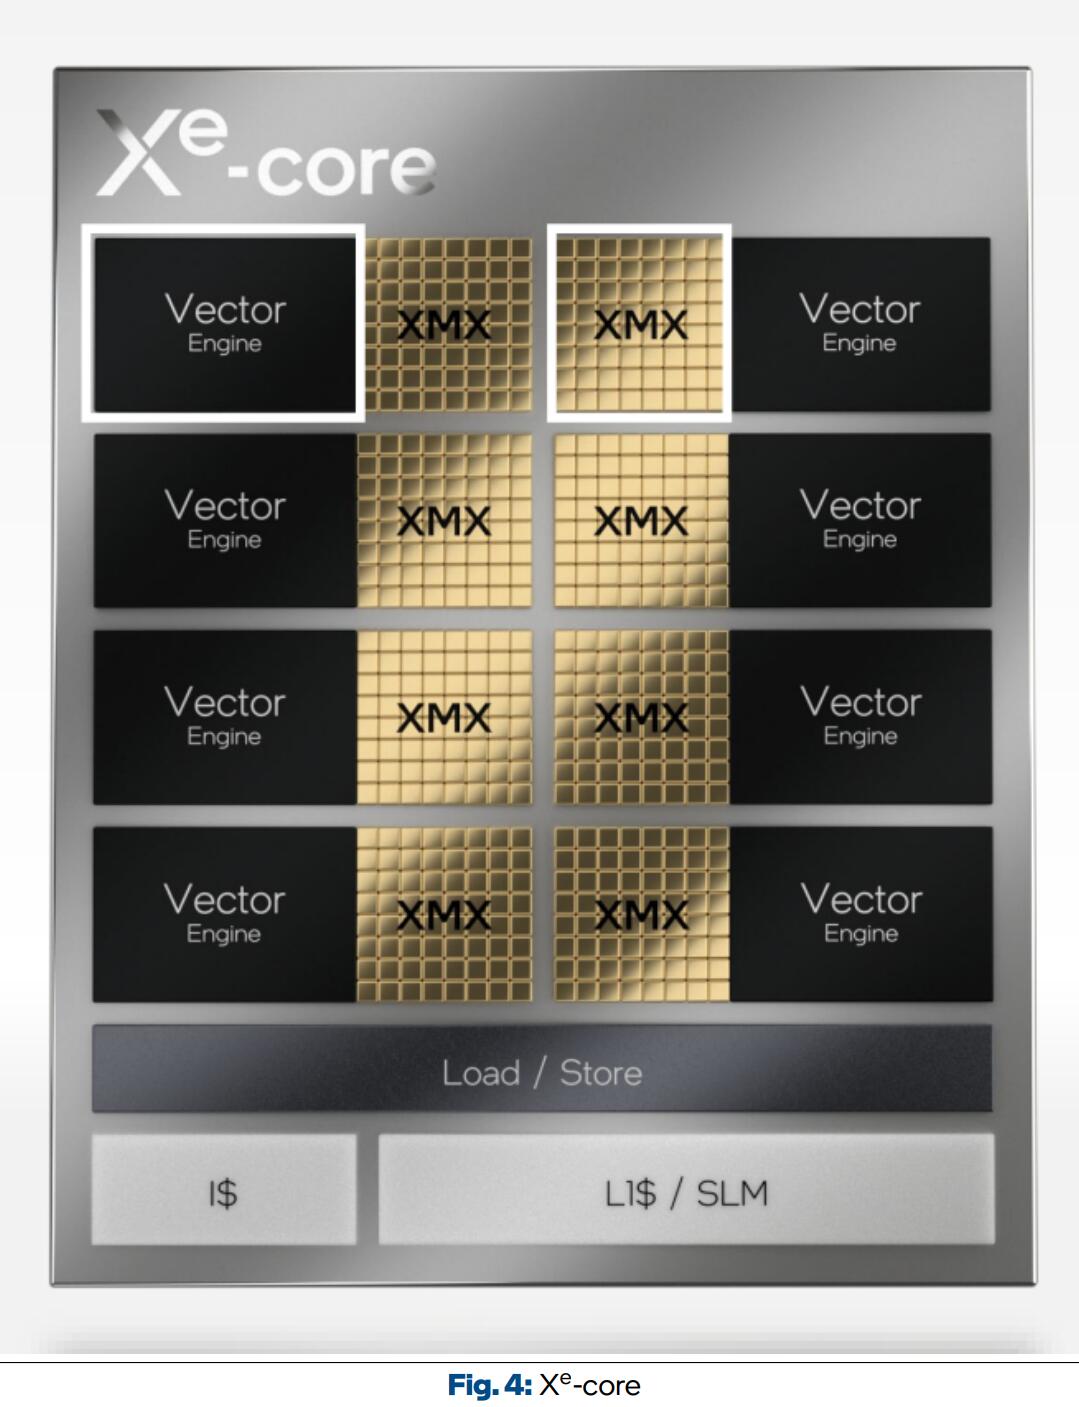 Xe-core
Vector Engine XMX XMX Vector Engine
Vector Engine XMX XMX Vector Engine
Vector Engine XMX XMX Vector Engine
Vector Engine XMX XMX Vector Engine
Load / Store
I$ L1$ / SLM
Fig. 4: Xe-core